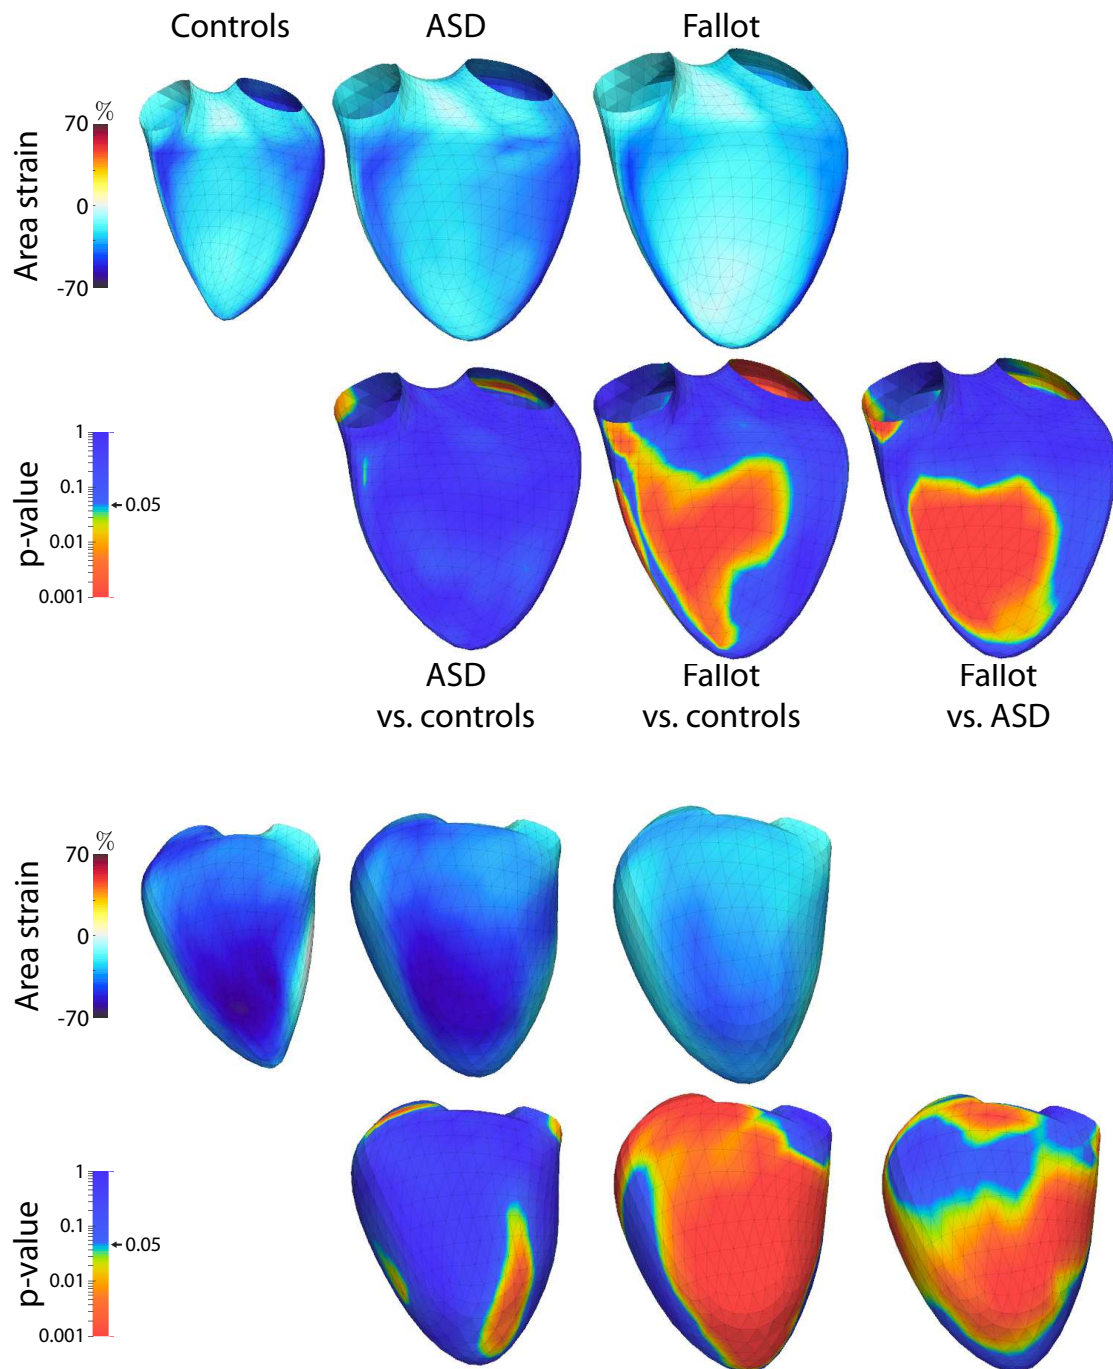 Controls
ASD
Fallot
%
70
0
-70
Area strain
1
0.1
0.05
0.01
0.001
p-value
ASD
vs. controls
Fallot
vs. controls
Fallot
vs. ASD
%
70
0
-70
Area strain
1
0.1
0.05
0.01
0.001
p-value